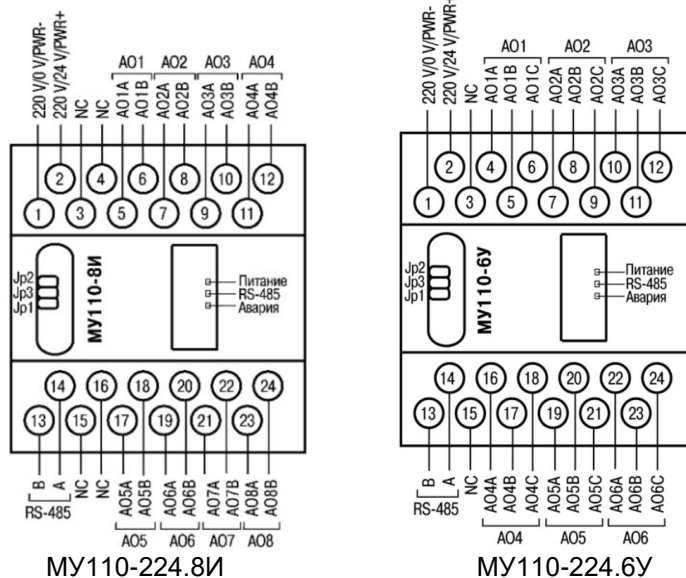 220 V/0 V/PWR-
220 V/24 V/PWR+
NC
NC
AO1
AO1A
AO1B
AO2
AO2A
AO2B
AO3
AO3A
AO3B
AO4
AO4A
AO4B
2 4 6 8 10 12
1 3 5 7 9 11
Jp2
Jp3
Jp1
МУ110-8И
Питание
RS-485
Авария
14 16 18 20 22 24
13 15 17 19 21 23
B
A
RS-485
NC
NC
AO5A
AO5B
AO5
AO6A
AO6B
AO6
AO7A
AO7B
AO7
AO8A
AO8B
AO8
МУ110-224.8И
220 V/0 V/PWR-
220 V/24 V/PWR+
NC
AO1
AO1A
AO1B
AO1C
AO2
AO2A
AO2B
AO2C
AO3
AO3A
AO3B
AO3C
2 4 6 8 10 12
1 3 5 7 9 11
Jp2
Jp3
Jp1
МУ110-6У
Питание
RS-485
Авария
14 16 18 20 22 24
13 15 17 19 21 23
B
A
RS-485
NC
AO4A
AO4B
AO4C
AO4
AO5A
AO5B
AO5C
AO5
AO6A
AO6B
AO6C
AO6
МУ110-224.6У